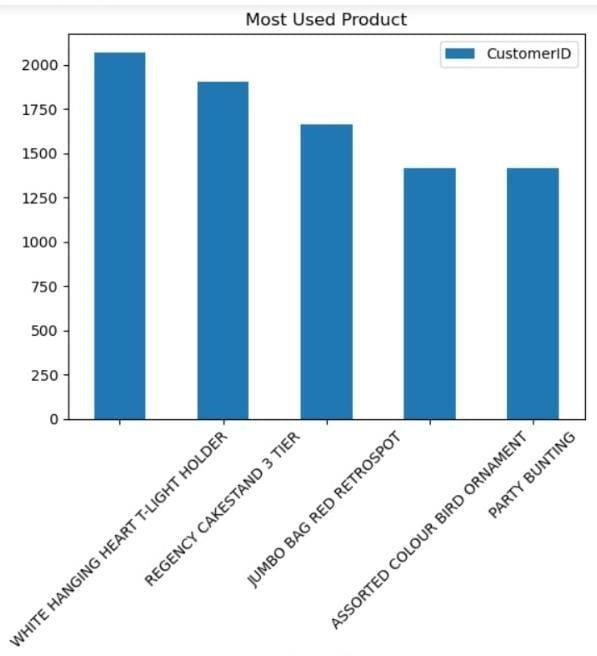 Most Used Product
CustomerID
2000
1750
1500
1250
1000
750
500
250
0
WHITE HANGING HEART T-LIGHT HOLDER
REGENCY CAKESTAND 3 TIER
JUMBO BAG RED RETROSPOT
ASSORTED COLOUR BIRD ORNAMENT
PARTY BUNTING